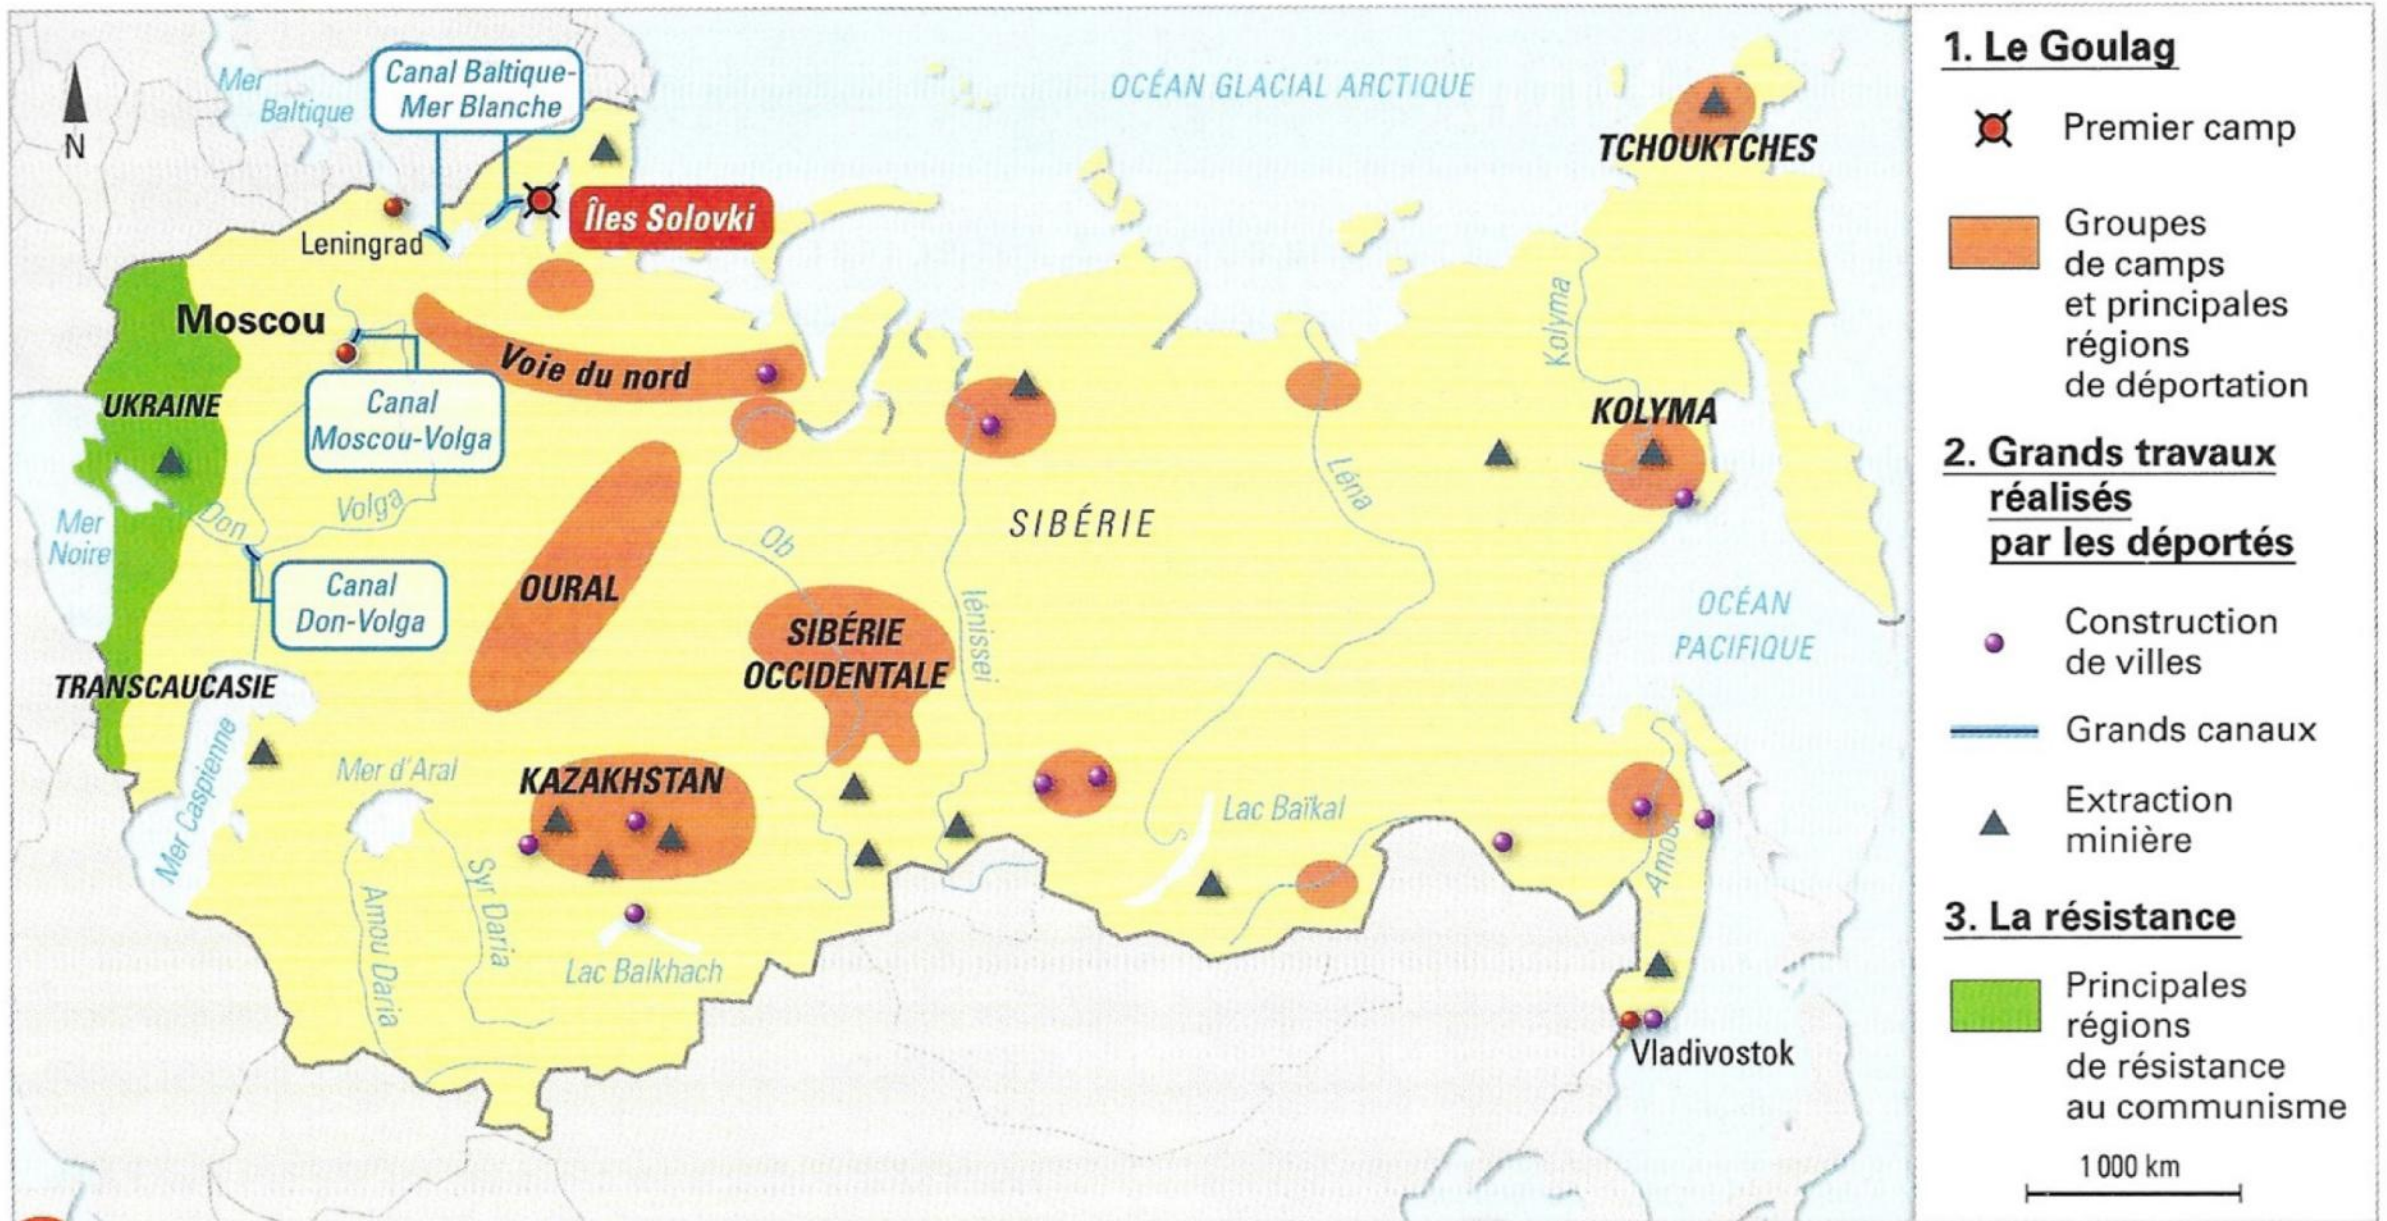 Mer
Baltique
Canal Baltique-
Mer Blanche
OCÉAN GLACIAL ARCTIQUE
TCHOUKTCHES
N
Îles Solovki
Leningrad
Moscou
Voie du nord
Kolyma
UKRAINE
Canal
Moscou-Volga
KOLYMA
Mer
Noire
Don
Volga
Ob
SIBÉRIE
Léna
Canal
Don-Volga
OURAL
SIBÉRIE
OCCIDENTALE
Iénisseï
OCÉAN
PACIFIQUE
TRANSCAUCASIE
Mer Caspienne
Mer d'Aral
KAZAKHSTAN
Lac Baïkal
Amour
Amou Daria
Syr Daria
Lac Balkhach
Vladivostok
1. Le Goulag
Premier camp
Groupes
de camps
et principales
régions
de déportation
2. Grands travaux
réalisés
par les déportés
Construction
de villes
Grands canaux
Extraction
minière
3. La résistance
Principales
régions
de résistance
au communisme
1 000 km